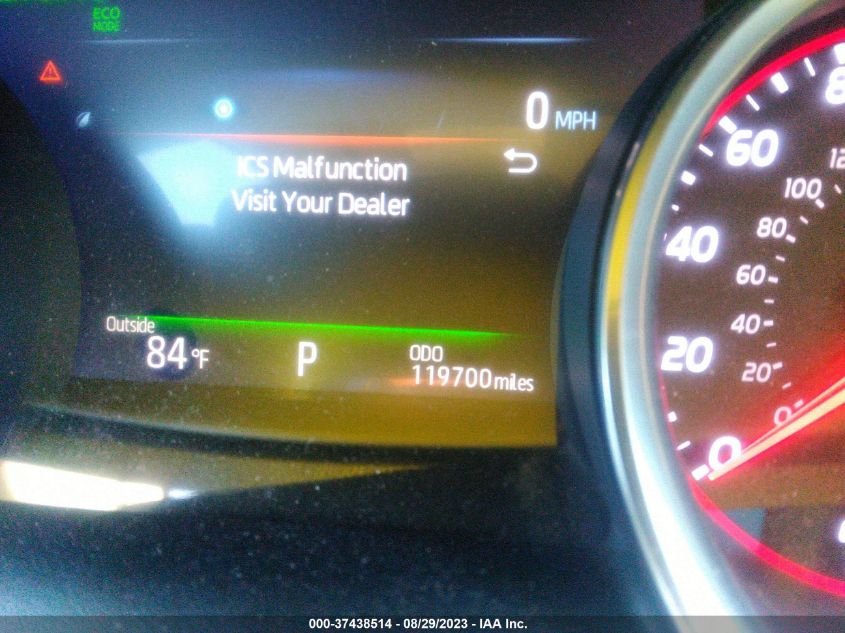 ECO
MODE
0 MPH
ICS Malfunction
Visit Your Dealer
Outside
84 °F
P
ODO
119700 miles
60
40
20
0
100
80
60
40
20
0
000-37438514 - 08/29/2023 - IAA Inc.